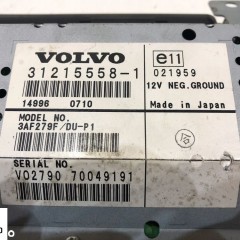 VOLVO
31215558-1
14996 0710
e11
021959
12V NEG.GROUND
Made in Japan
MODEL NO.
3AF279F/DU-P1
SERIAL NO.
VO2790 70049191